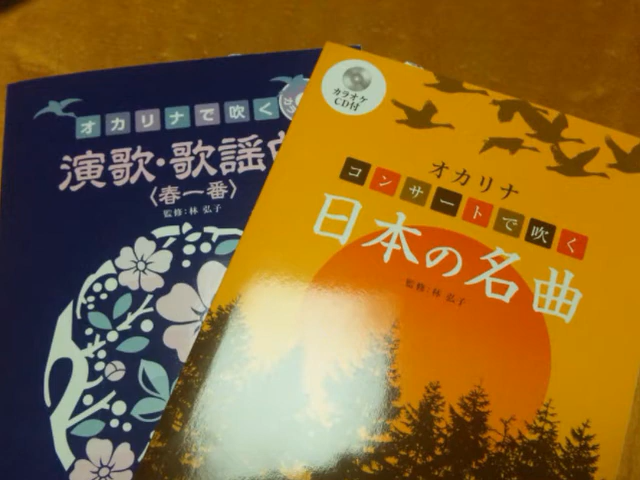 オカリナで吹く
演歌・歌謡
〈春一番〉
監修:林 弘子
カラオケ
CD付
オカリナ
コンサートで吹く
日本の名曲
監修:林 弘子